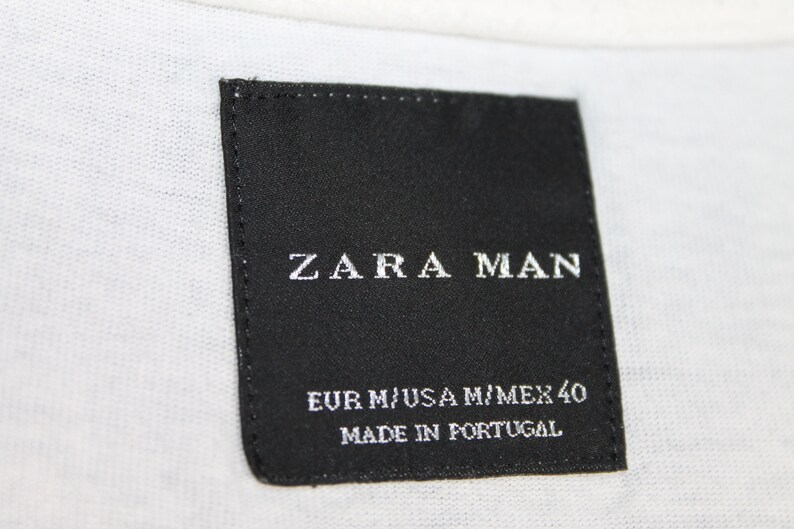 ZARA MAN
EUR M/USA M/MEX 40
MADE IN PORTUGAL